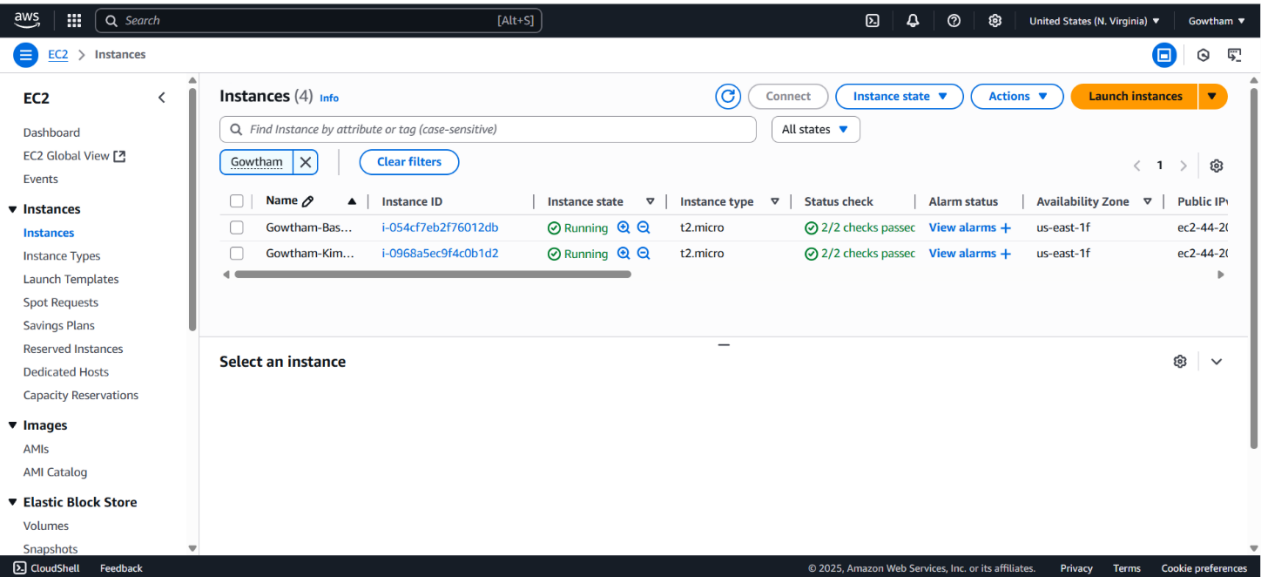 aws Search [Alt+S] United States (N. Virginia) Gowtham
EC2 > Instances
EC2
Dashboard
EC2 Global View
Events
Instances
Instances
Instance Types
Launch Templates
Spot Requests
Savings Plans
Reserved Instances
Dedicated Hosts
Capacity Reservations
Images
AMIs
AMI Catalog
Elastic Block Store
Volumes
Snapshots
Instances (4) Info Connect Instance state Actions Launch instances
Find Instance by attribute or tag (case-sensitive) All states
Gowtham Clear filters 1
Name Instance ID Instance state Instance type Status check Alarm status Availability Zone Public IPv
Gowtham-Bas... i-054cf7eb2f76012db Running t2.micro 2/2 checks passec View alarms + us-east-1f ec2-44-20
Gowtham-Kim... i-0968a5ec9f4c0b1d2 Running t2.micro 2/2 checks passec View alarms + us-east-1f ec2-44-20
Select an instance
CloudShell Feedback © 2025, Amazon Web Services, Inc. or its affiliates. Privacy Terms Cookie preferences